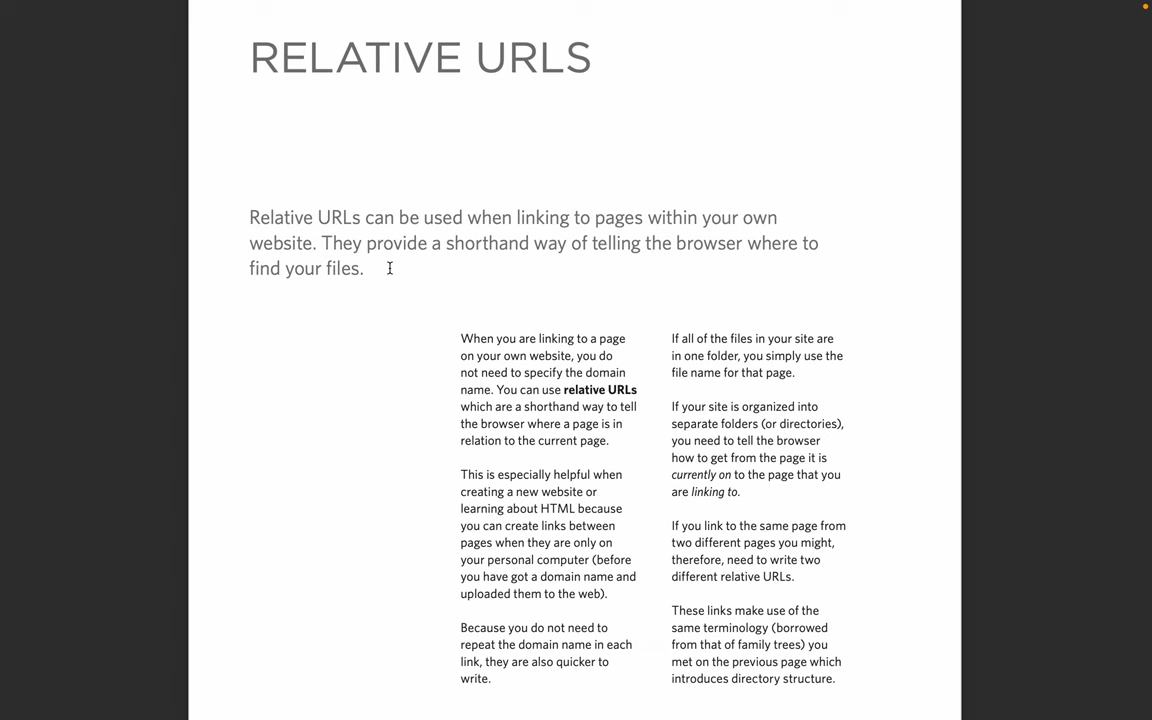 RELATIVE URLS
Relative URLs can be used when linking to pages within your own
website. They provide a shorthand way of telling the browser where to
find your files.
When you are linking to a page
on your own website, you do
not need to specify the domain
name. You can use relative URLs
which are a shorthand way to tell
the browser where a page is in
relation to the current page.
This is especially helpful when
creating a new website or
learning about HTML because
you can create links between
pages when they are only on
your personal computer (before
you have got a domain name and
uploaded them to the web).
Because you do not need to
repeat the domain name in each
link, they are also quicker to
write.
If all of the files in your site are
in one folder, you simply use the
file name for that page.
If your site is organized into
separate folders (or directories),
you need to tell the browser
how to get from the page it is
currently on to the page that you
are linking to.
If you link to the same page from
two different pages you might,
therefore, need to write two
different relative URLs.
These links make use of the
same terminology (borrowed
from that of family trees) you
met on the previous page which
introduces directory structure.